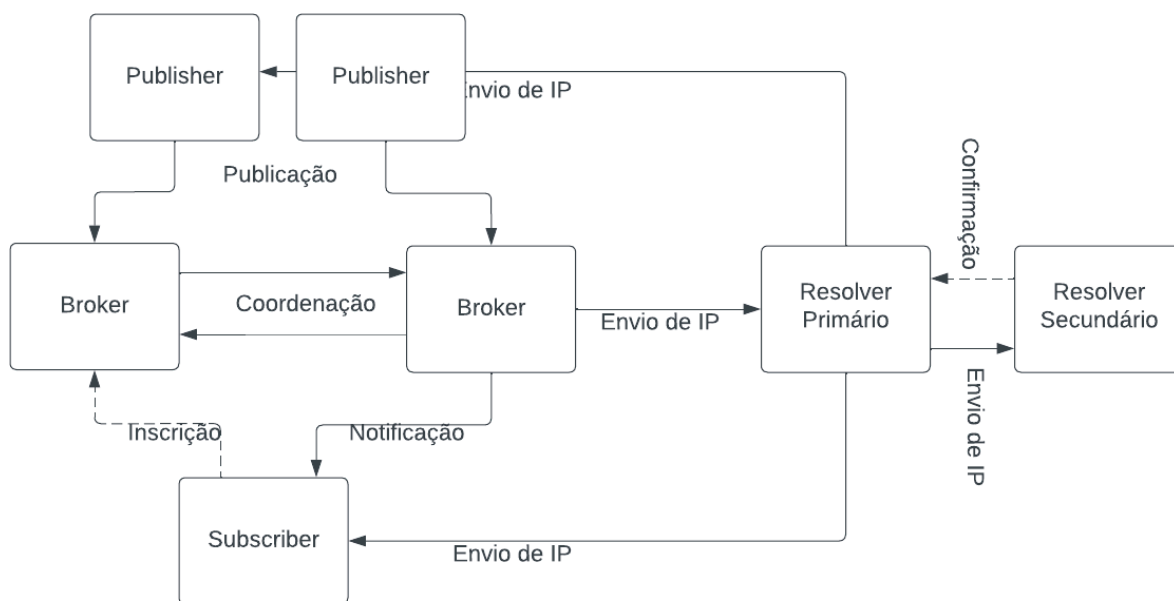 Publisher
Publisher
nvio de IP
Publicação
Confirmação
Broker
Coordenação
Broker
Envio de IP
Resolver
Primário
Resolver
Secundário
Envio de IP
Inscrição
Notificação
Subscriber
Envio de IP